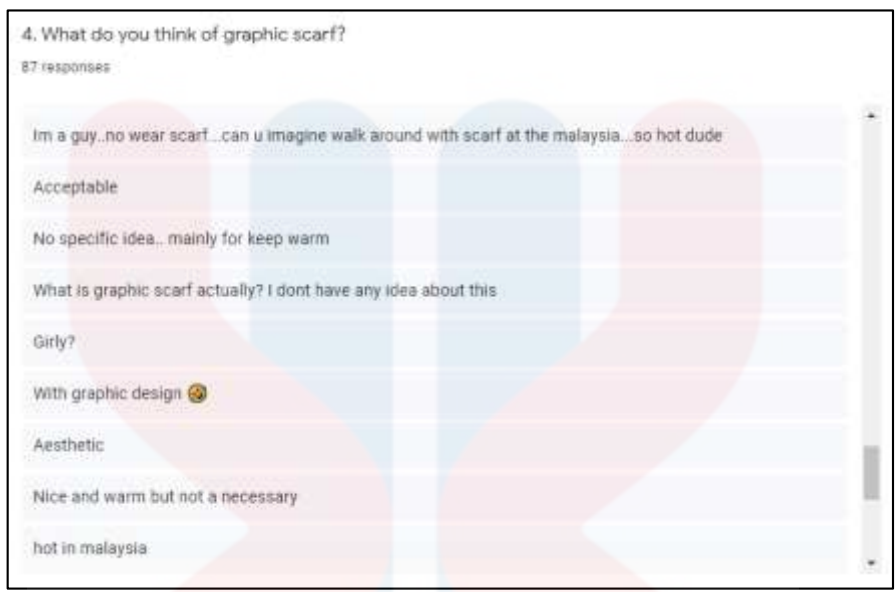 4. What do you think of graphic scarf?
87 responses
Im a guy..no wear scarf...can u imagine walk around with scarf at the malaysia...so hot dude
Acceptable
No specific idea.. mainly for keep warm
What is graphic scarf actually? I dont have any idea about this
Girly?
With graphic design 🤣
Aesthetic
Nice and warm but not a necessary
hot in malaysia